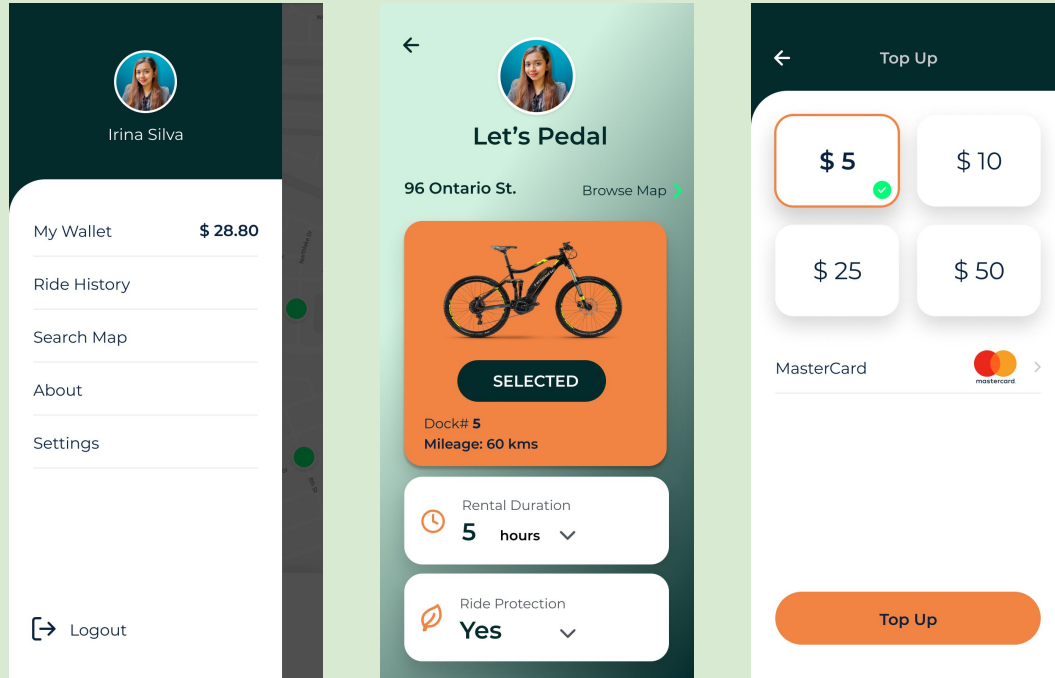 Irina Silva
My Wallet $ 28.80
Ride History
Search Map
About
Settings
Logout
Let's Pedal
96 Ontario St. Browse Map
SELECTED
Dock# 5
Mileage: 60 kms
Rental Duration
5 hours
Ride Protection
Yes
Top Up
$ 5 $ 10
$ 25 $ 50
MasterCard mastercard
Top Up